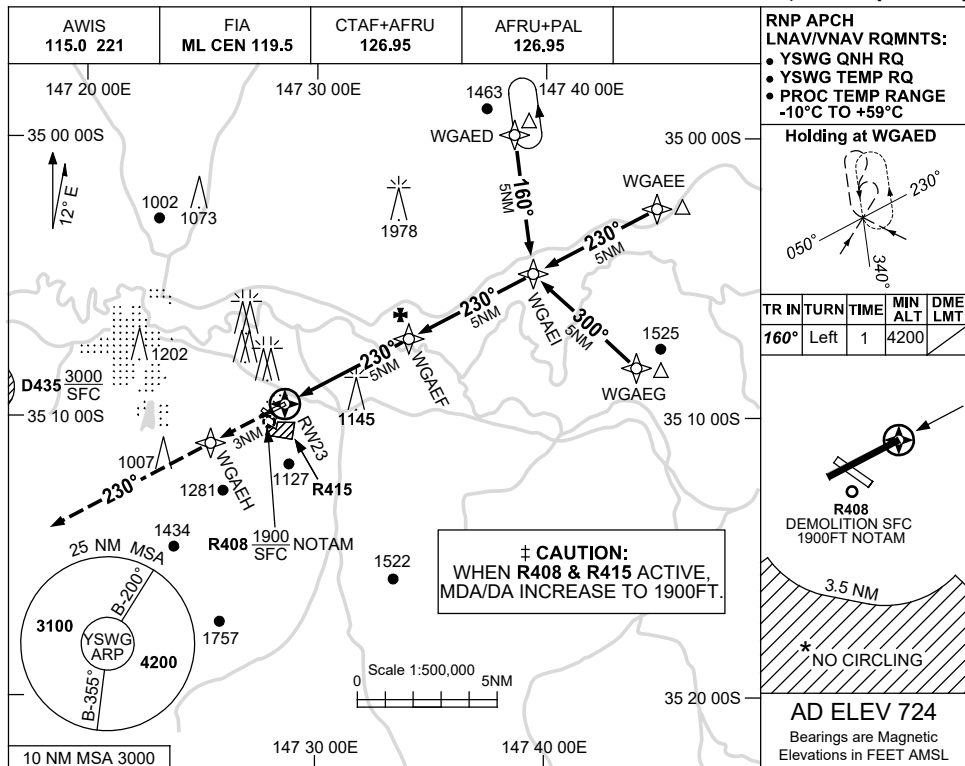 AWIS
115.0 221
FIA
ML CEN 119.5
CTAF+AFRU
126.95
AFRU+PAL
126.95
RNP APCH
LNAV/VNAV RQMNTS:
• YSWG QNH RQ
• YSWG TEMP RQ
• PROC TEMP RANGE
-10°C TO +59°C
147 20 00E
147 30 00E
147 40 00E
1463
35 00 00S
WGAED
35 00 00S
Holding at WGAED
230°
050°
340°
12° E
1002
1073
1978
160°
5NM
WGAEE
230°
5NM
WGAEI
230°
5NM
300°
5NM
1525
WGAEG
WGAEF
230°
5NM
1202
D435 3000
SFC
35 10 00S
35 10 00S
1145
RW23
3NM
WGAEH
1007
230°
1127
R415
1281
R408 1900
SFC
NOTAM
1434
1522
1757
TR IN
TURN
TIME
MIN
ALT
DME
LMT
160°
Left
1
4200
R408
DEMOLITION SFC
1900FT NOTAM
3.5 NM
*NO CIRCLING
‡ CAUTION:
WHEN R408 & R415 ACTIVE,
MDA/DA INCREASE TO 1900FT.
25 NM MSA
B-200°
3100
YSWG
ARP
4200
B-355°
Scale 1:500,000
0
5NM
35 20 00S
10 NM MSA 3000
147 30 00E
147 40 00E
AD ELEV 724
Bearings are Magnetic
Elevations in FEET AMSL